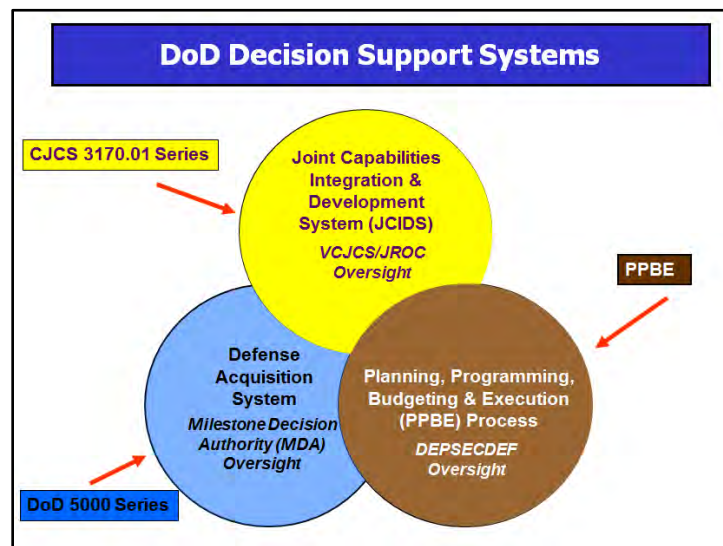 DoD Decision Support Systems
CJCS 3170.01 Series
Joint Capabilities
Integration &
Development
System (JCIDS)
VCJCS/JROC
Oversight
PPBE
Defense
Acquisition
System
Milestone Decision
Authority (MDA)
Oversight
Planning, Programming,
Budgeting & Execution
(PPBE) Process
DEPSECDEF
Oversight
DoD 5000 Series